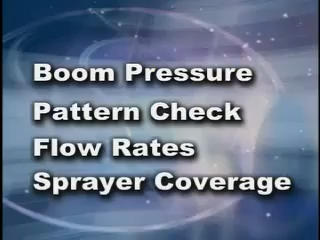 Boom Pressure
Pattern Check
Flow Rates
Sprayer Coverage